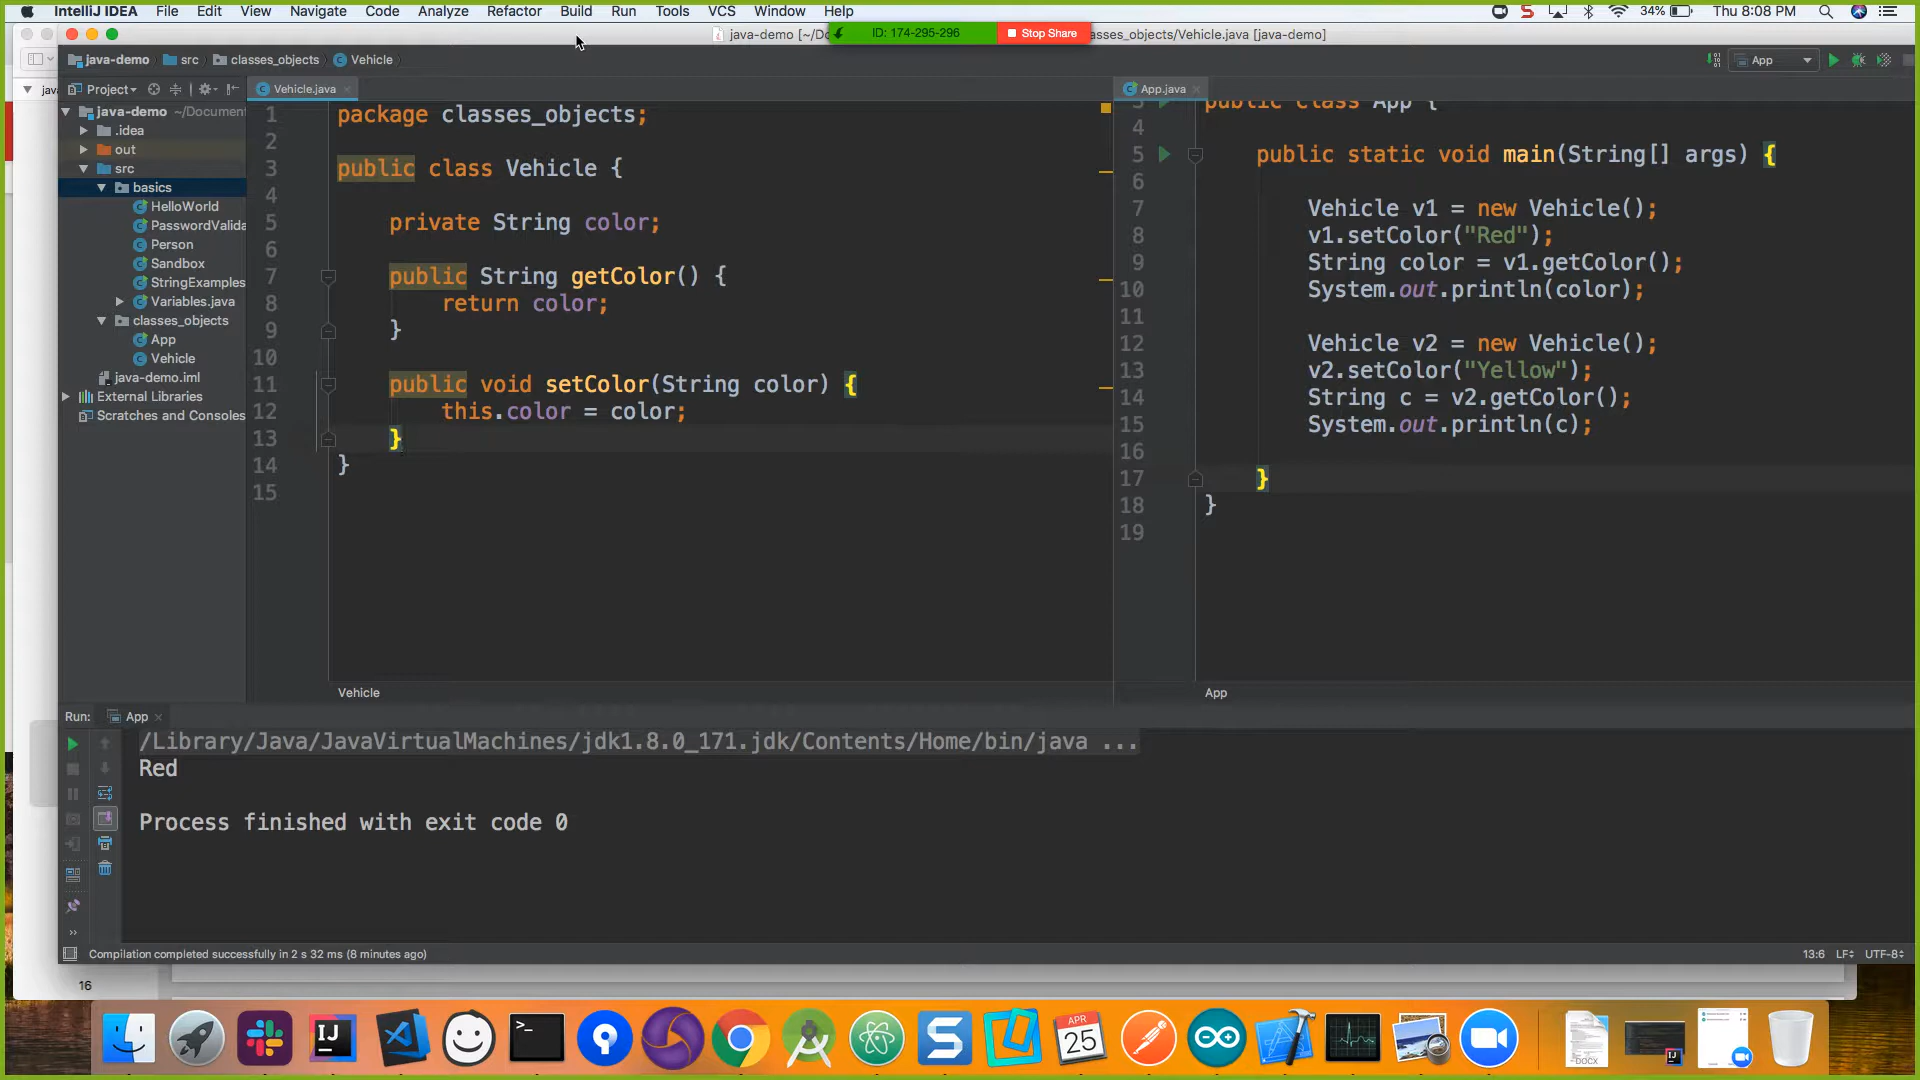 IntelliJ IDEA File Edit View Navigate Code Analyze Refactor Build Run Tools VCS Window Help 34% Thu 8:08 PM
java-demo [~/Do ID: 174-295-296 Stop Share asses_objects/Vehicle.java [java-demo]
java-demo src classes_objects Vehicle App
jav Project Vehicle.java App.java
java-demo ~/Document
.idea
out
src
basics
HelloWorld
PasswordValida
Person
Sandbox
StringExamples
Variables.java
classes_objects
App
Vehicle
java-demo.iml
External Libraries
Scratches and Consoles
1 package classes_objects;
2
3 public class Vehicle {
4
5 private String color;
6
7 public String getColor() {
8 return color;
9 }
10
11 public void setColor(String color) {
12 this.color = color;
13 }
14 }
15
Vehicle
public class App {
4
5 public static void main(String[] args) {
6
7 Vehicle v1 = new Vehicle();
8 v1.setColor("Red");
9 String color = v1.getColor();
10 System.out.println(color);
11
12 Vehicle v2 = new Vehicle();
13 v2.setColor("Yellow");
14 String c = v2.getColor();
15 System.out.println(c);
16
17 }
18 }
19
App
Run: App
/Library/Java/JavaVirtualMachines/jdk1.8.0_171.jdk/Contents/Home/bin/java ...
Red
Process finished with exit code 0
Compilation completed successfully in 2 s 32 ms (8 minutes ago) 13:6 LF UTF-8
16
APR
25
DOCX